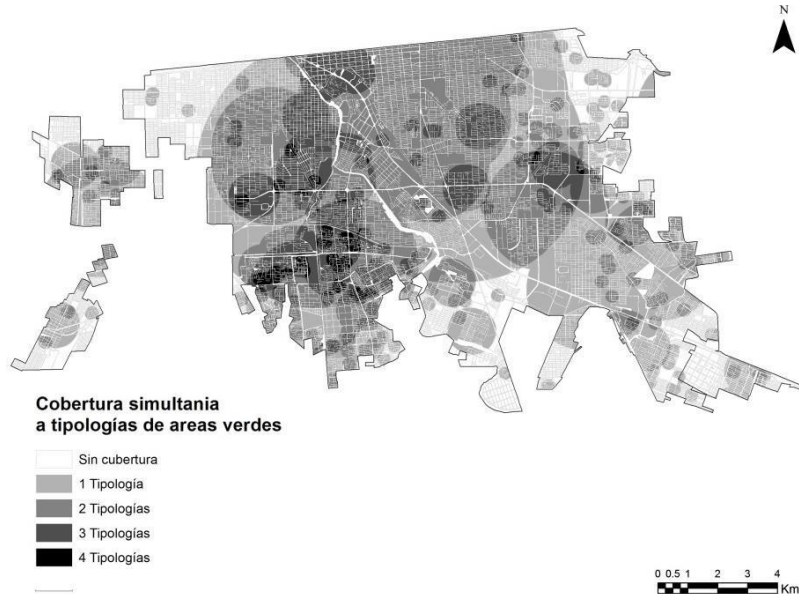 N
Cobertura simultania
a tipologías de areas verdes
Sin cubertura
1 Tipología
2 Tipologías
3 Tipologías
4 Tipologías
0 0.5 1 2 3 4
Km